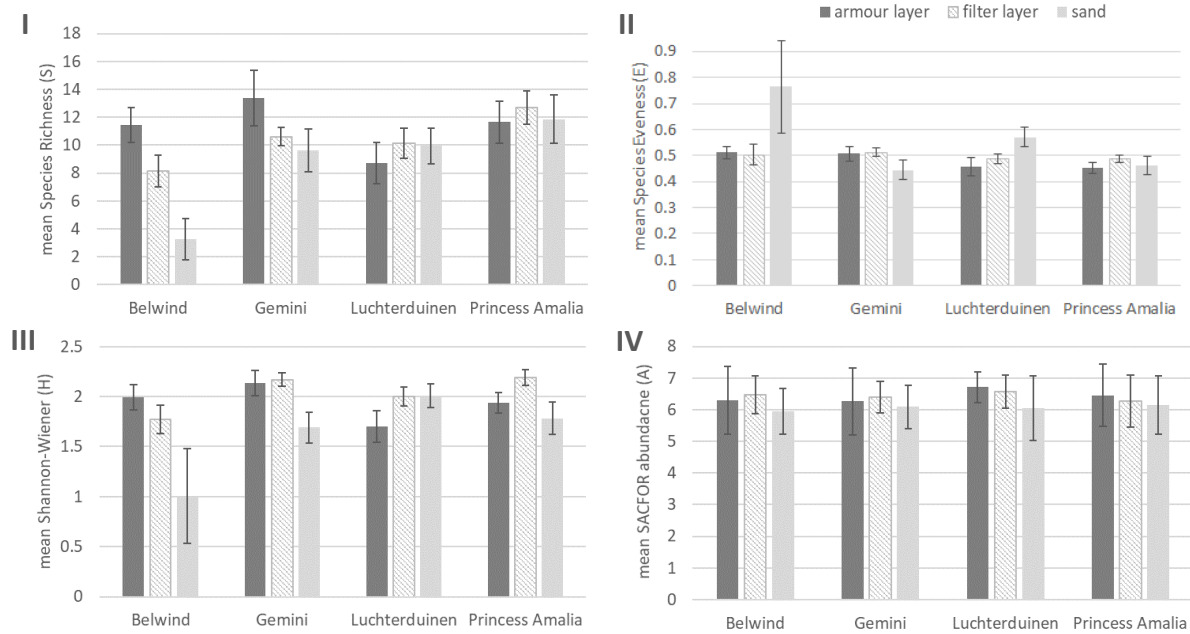 I
18
16
14
12
10
8
6
4
2
0
mean Species Richness (S)
Belwind Gemini Luchterduinen Princess Amalia
armour layer filter layer sand
II
0.9
0.8
0.7
0.6
0.5
0.4
0.3
0.2
0.1
0
mean Species Eveness(E)
Belwind Gemini Luchterduinen Princess Amalia
III
2.5
2
1.5
1
0.5
0
mean Shannon-Wiener (H)
Belwind Gemini Luchterduinen Princess Amalia
IV
8
7
6
5
4
3
2
1
0
mean SACFOR abundacne (A)
Belwind Gemini Luchterduinen Princess Amalia